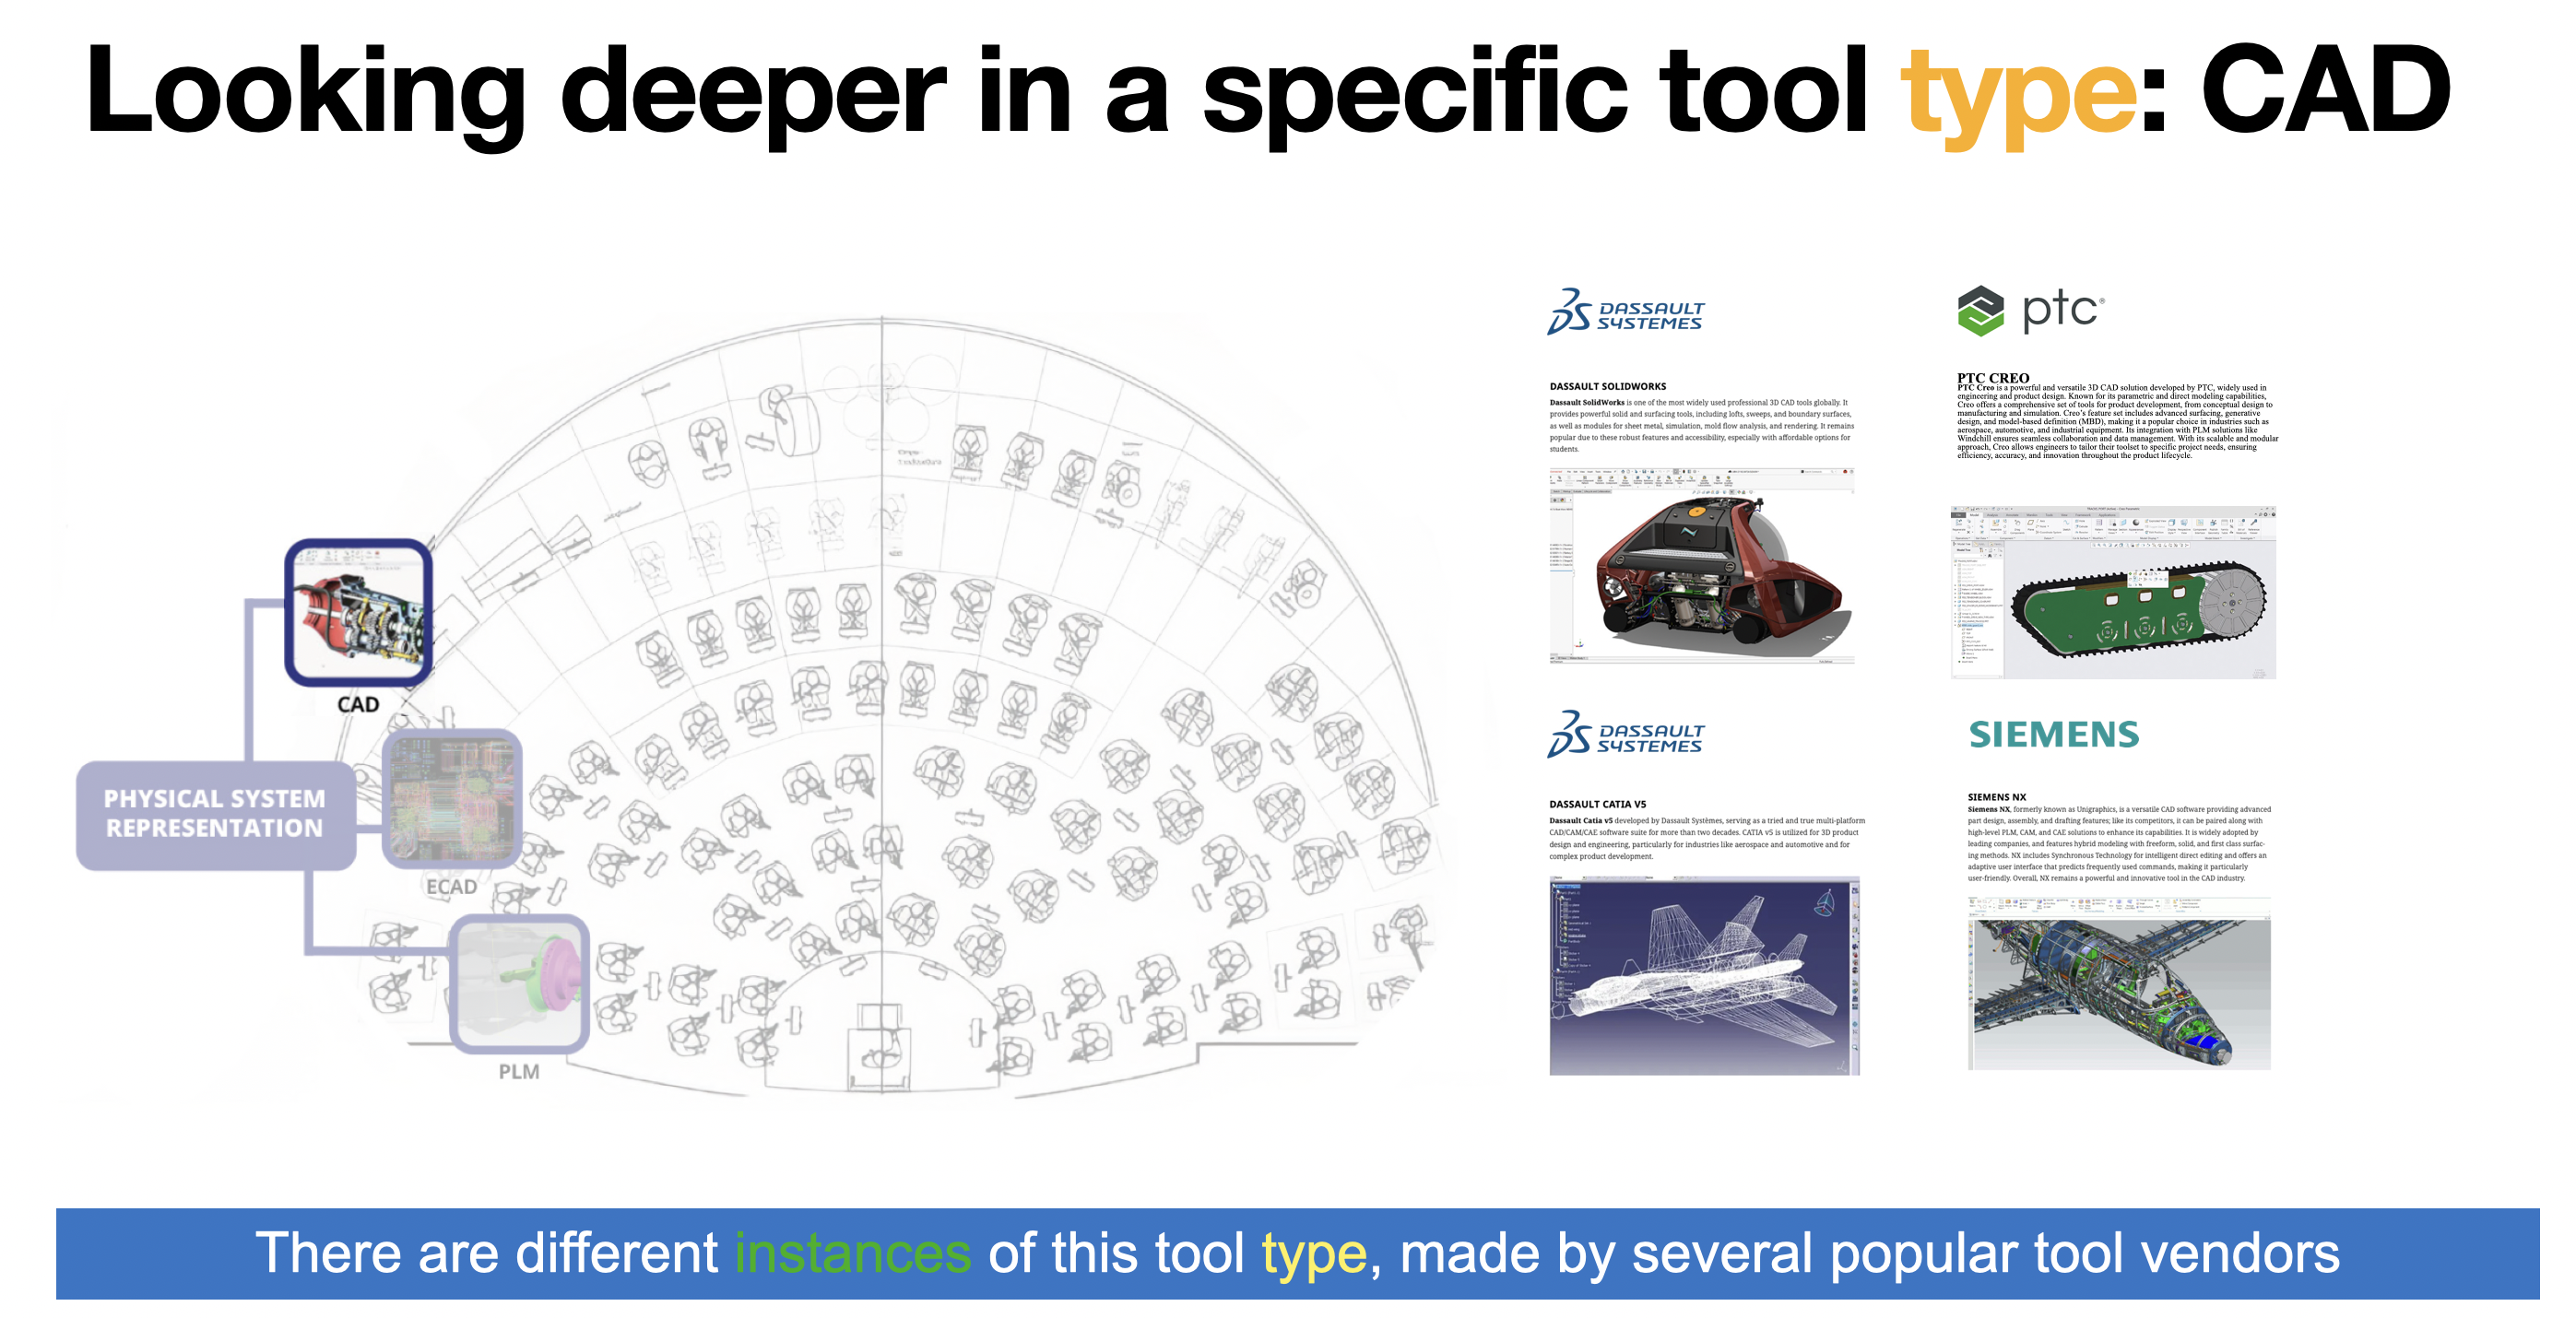 Looking deeper in a specific tool type: CAD
CAD
PHYSICAL SYSTEM
REPRESENTATION
ECAD
PLM
DASSAULT
SYSTEMES
DASSAULT SOLIDWORKS
Dassault SolidWorks is one of the most widely used professional 3D CAD tools globally. It
provides powerful solid and surfacing tools, including lofts, sweeps, and boundary surfaces,
as well as modules for sheet metal, simulation, mold flow analysis, and rendering. It remains
popular due to these robust features and accessibility, especially with affordable options for
students.
ptc
PTC CREO
PTC Creo is a powerful and versatile 3D CAD solution developed by PTC, widely used in
engineering and product design. Known for its parametric and direct modeling capabilities,
Creo offers a comprehensive set of tools for product development, from conceptual design to
manufacturing and simulation. Creo's feature set includes advanced surfacing, generative
design, and model-based definition (MBD), making it a popular choice in industries such as
aerospace, automotive, and industrial equipment. Its integration with PLM solutions like
Windchill ensures seamless collaboration and data management. With its scalable and modular
approach, Creo allows engineers to tailor their toolset to specific project needs, ensuring
efficiency, accuracy, and innovation throughout the product lifecycle.
DASSAULT
SYSTEMES
DASSAULT CATIA V5
Dassault Catia v5 developed by Dassault Systèmes, serving as a tried and true multi-platform
CAD/CAM/CAE software suite for more than two decades. CATIA v5 is utilized for 3D product
design and engineering, particularly for industries like aerospace and automotive and for
complex product development.
SIEMENS
SIEMENS NX
Siemens NX, formerly known as Unigraphics, is a versatile CAD software providing advanced
part design, assembly, and drafting features; like its competitors, it can be paired along with
high-level PLM, CAM, and CAE solutions to enhance its capabilities. It is widely adopted by
leading companies, and features hybrid modeling with freeform, solid, and first class surfac-
ing methods. NX includes Synchronous Technology for intelligent direct editing and offers an
adaptive user interface that predicts frequently used commands, making it particularly
user-friendly. Overall, NX remains a powerful and innovative tool in the CAD industry.
There are different instances of this tool type, made by several popular tool vendors